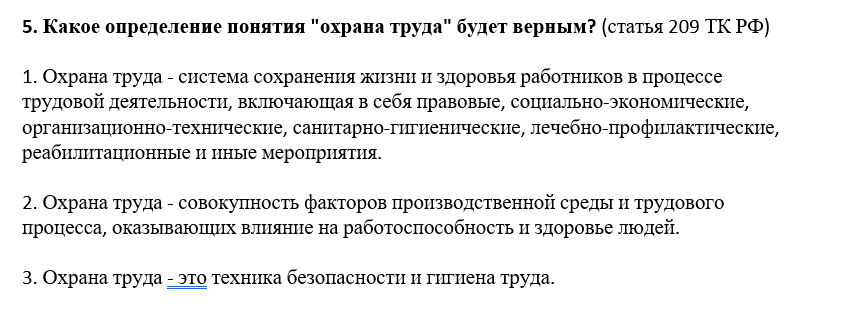 5. Какое определение понятия "охрана труда" будет верным? (статья 209 ТК РФ)
1. Охрана труда - система сохранения жизни и здоровья работников в процессе
трудовой деятельности, включающая в себя правовые, социально-экономические,
организационно-технические, санитарно-гигиенические, лечебно-профилактические,
реабилитационные и иные мероприятия.
2. Охрана труда - совокупность факторов производственной среды и трудового
процесса, оказывающих влияние на работоспособность и здоровье людей.
3. Охрана труда - это техника безопасности и гигиена труда.